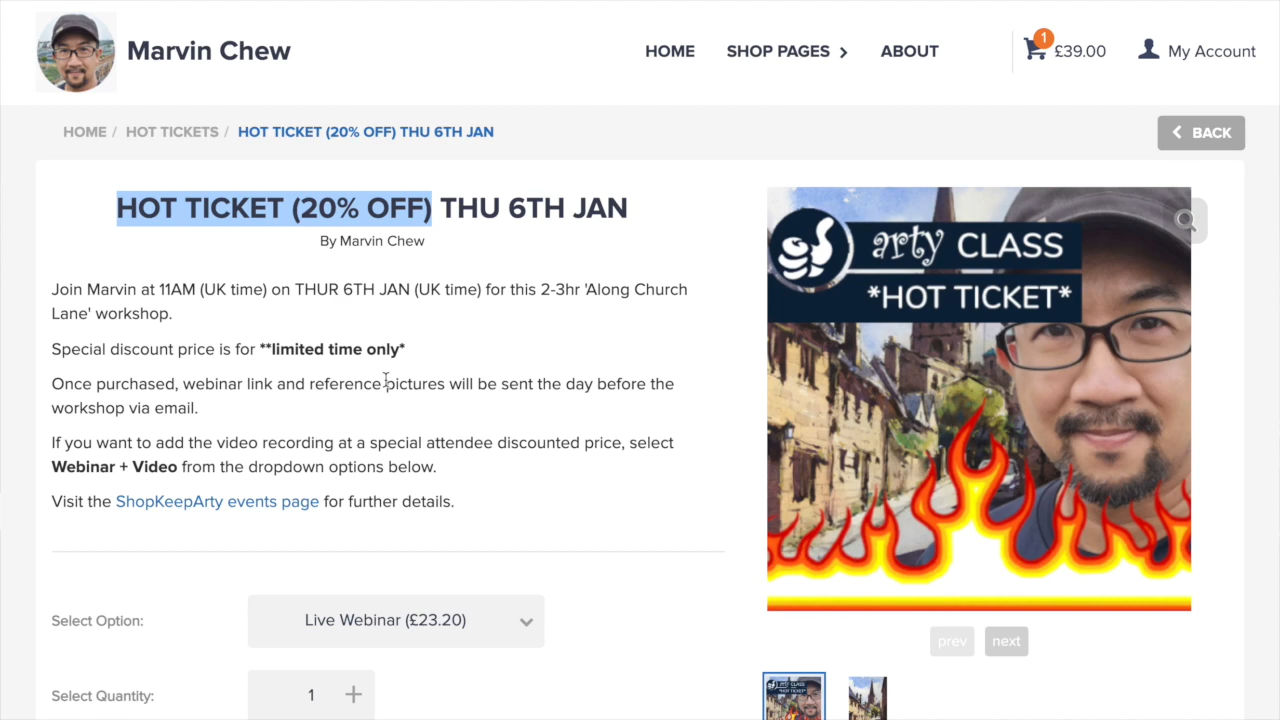 Marvin Chew
HOME
SHOP PAGES
ABOUT
1
£39.00
My Account
HOME / HOT TICKETS / HOT TICKET (20% OFF) THU 6TH JAN
BACK
HOT TICKET (20% OFF) THU 6TH JAN
By Marvin Chew
Join Marvin at 11AM (UK time) on THUR 6TH JAN (UK time) for this 2-3hr 'Along Church
Lane' workshop.
Special discount price is for **limited time only*
Once purchased, webinar link and reference pictures will be sent the day before the
workshop via email.
If you want to add the video recording at a special attendee discounted price, select
Webinar + Video from the dropdown options below.
Visit the ShopKeepArty events page for further details.
Select Option:
Live Webinar (£23.20)
Select Quantity:
1 +
arty CLASS
*HOT TICKET*
prev
next
arty CLASS
*HOT TICKET*